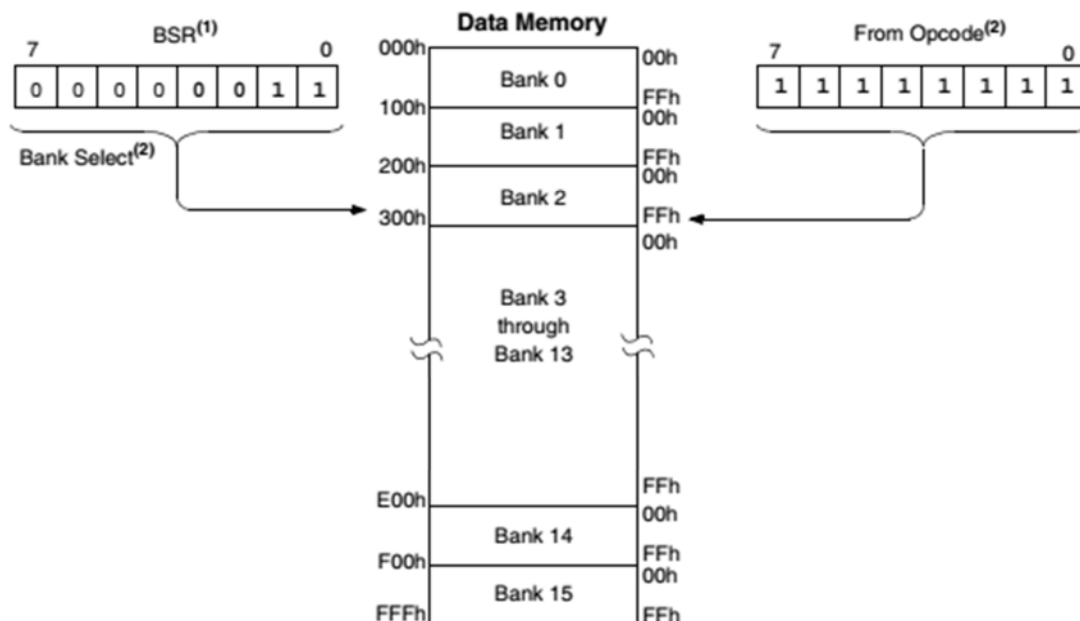 Data Memory
BSR(1)
7 0
0 0 0 0 0 0 1 1
Bank Select(2)
From Opcode(2)
7 0
1 1 1 1 1 1 1 1
000h
Bank 0
00h
FFh
100h
Bank 1
00h
FFh
200h
Bank 2
00h
FFh
300h
Bank 3
through
Bank 13
00h
FFh
E00h
Bank 14
00h
FFh
F00h
Bank 15
00h
FFh
FFFh